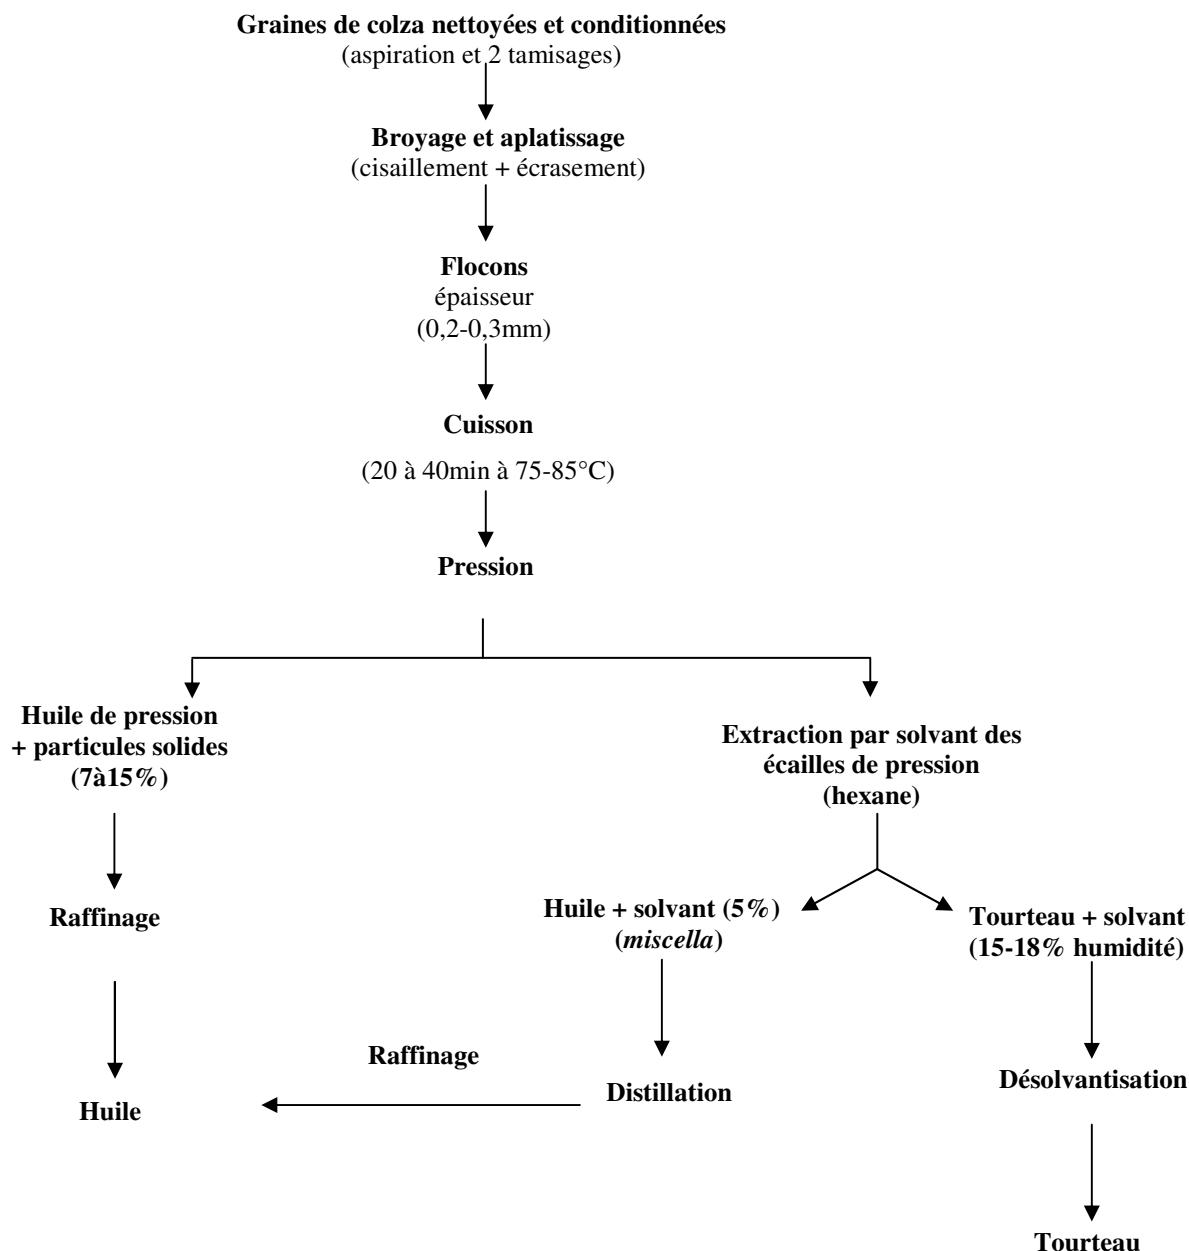 Graines de colza nettoyées et conditionnées
(aspiration et 2 tamisages)
Broyage et aplatissage
(cisaillement + écrasement)
Flocons
épaisseur
(0,2-0,3mm)
Cuisson
(20 à 40min à 75-85°C)
Pression
Huile de pression
+ particules solides
(7à15%)
Extraction par solvant des
écailles de pression
(hexane)
Raffinage
Huile + solvant (5%)
(miscella)
Tourteau + solvant
(15-18% humidité)
Raffinage
Distillation
Désolvantisation
Huile
Tourteau